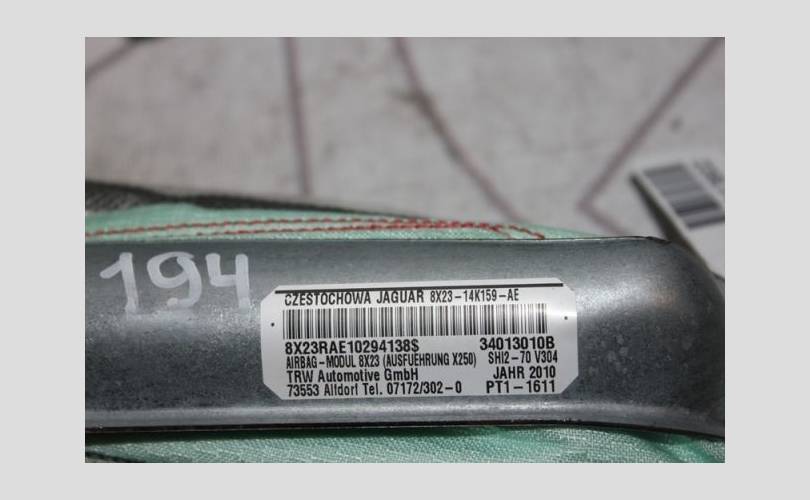 194
CZESTOCHOWA JAGUAR 8X23-14K159-AE
8X23RAE10294138S 34013010B
AIRBAG-MODUL 8X23 (AUSFUEHRUNG X250) SHI2-70 V304
TRW Automotive GmbH JAHR 2010
73553 Alfdorf Tel. 07172/302-0 PT1-1611